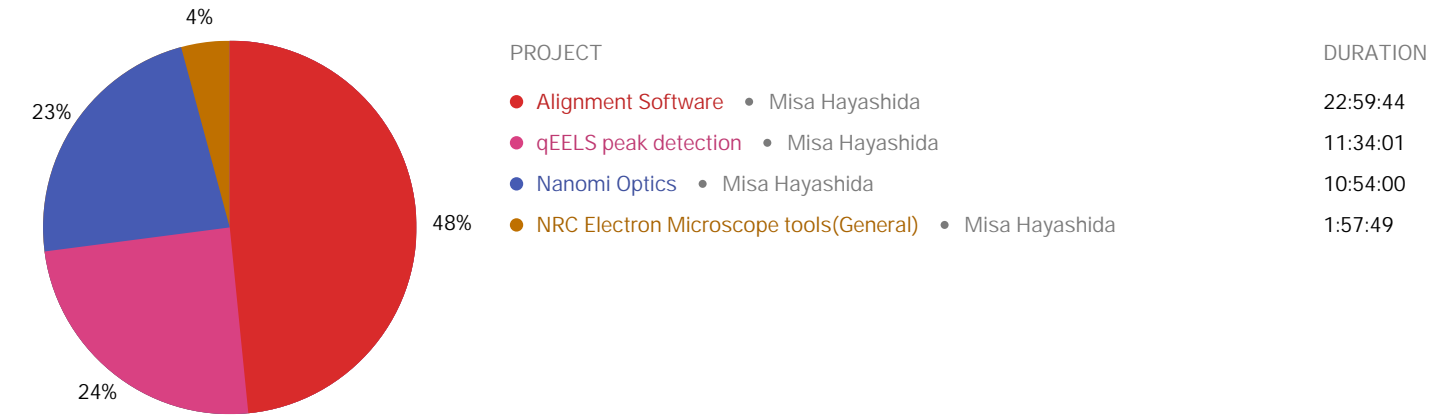 4%
23%
48%
24%
PROJECT DURATION
Alignment Software • Misa Hayashida 22:59:44
qEELS peak detection • Misa Hayashida 11:34:01
Nanomi Optics • Misa Hayashida 10:54:00
NRC Electron Microscope tools(General) • Misa Hayashida 1:57:49